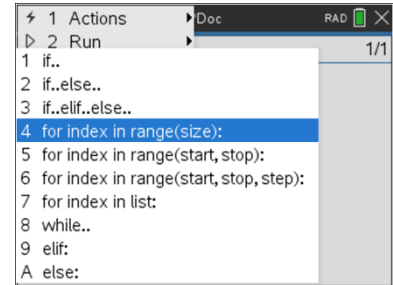 1 Actions
Doc RAD
2 Run
1/1
1 if..
2 if..else..
3 if..elif..else..
4 for index in range(size):
5 for index in range(start,stop):
6 for index in range(start,stop,step):
7 for index in list:
8 while..
9 elif:
A else: